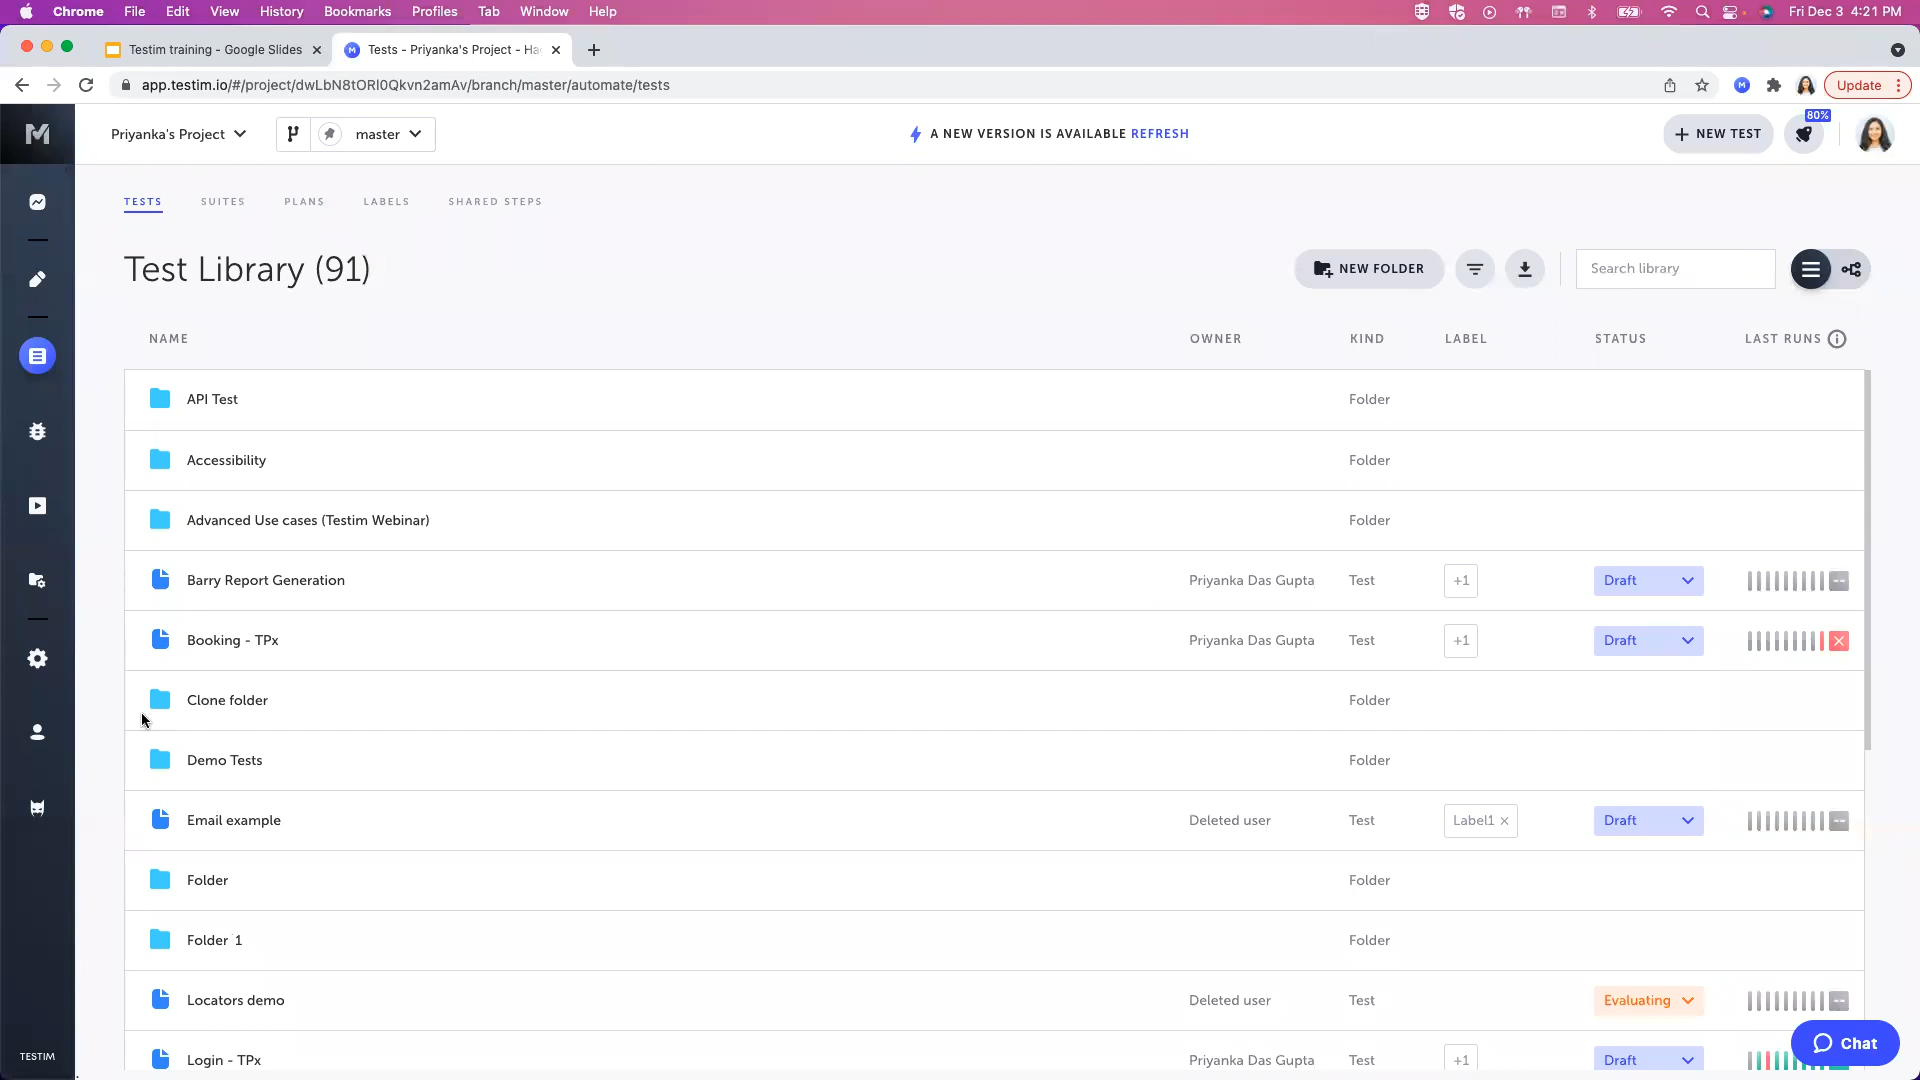 Chrome File Edit View History Bookmarks Profiles Tab Window Help Fri Dec 3 4:21 PM
Testim training - Google Slides Tests - Priyanka's Project - Ha
app.testim.io/#/project/dwLbN8tORl0Qkvn2amAv/branch/master/automate/tests Update
Priyanka's Project master A NEW VERSION IS AVAILABLE REFRESH NEW TEST 80%
TESTS SUITES PLANS LABELS SHARED STEPS
Test Library (91) NEW FOLDER Search library
NAME OWNER KIND LABEL STATUS LAST RUNS
API Test Folder
Accessibility Folder
Advanced Use cases (Testim Webinar) Folder
Barry Report Generation Priyanka Das Gupta Test +1 Draft
Booking - TPx Priyanka Das Gupta Test +1 Draft
Clone folder Folder
Demo Tests Folder
Email example Deleted user Test Label1 × Draft
Folder Folder
Folder 1 Folder
Locators demo Deleted user Test Evaluating
Chat
TESTIM Login - TPx Priyanka Das Gupta Test +1 Draft